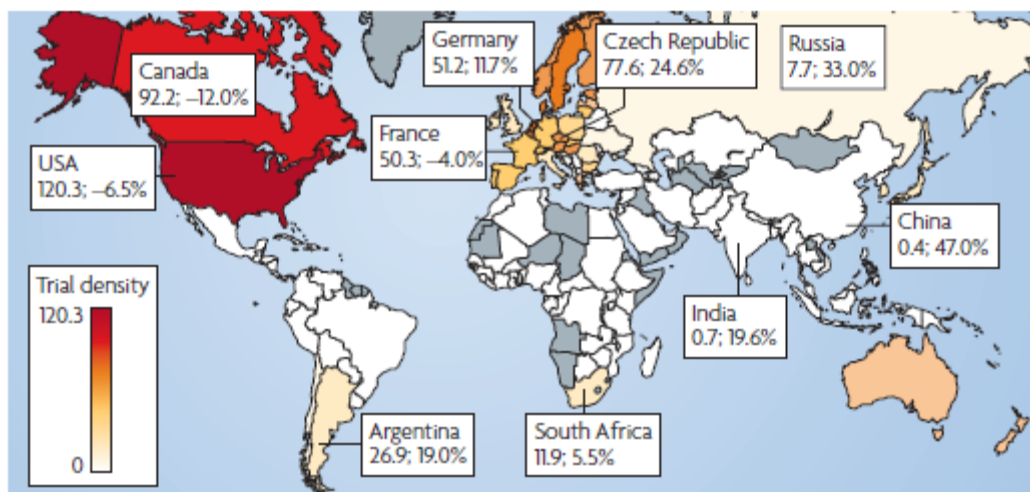 Germany
51.2; 11.7%
Czech Republic
77.6; 24.6%
Russia
7.7; 33.0%
Canada
92.2; –12.0%
France
50.3; –4.0%
USA
120.3; –6.5%
China
0.4; 47.0%
Trial density
120.3
0
India
0.7; 19.6%
Argentina
26.9; 19.0%
South Africa
11.9; 5.5%